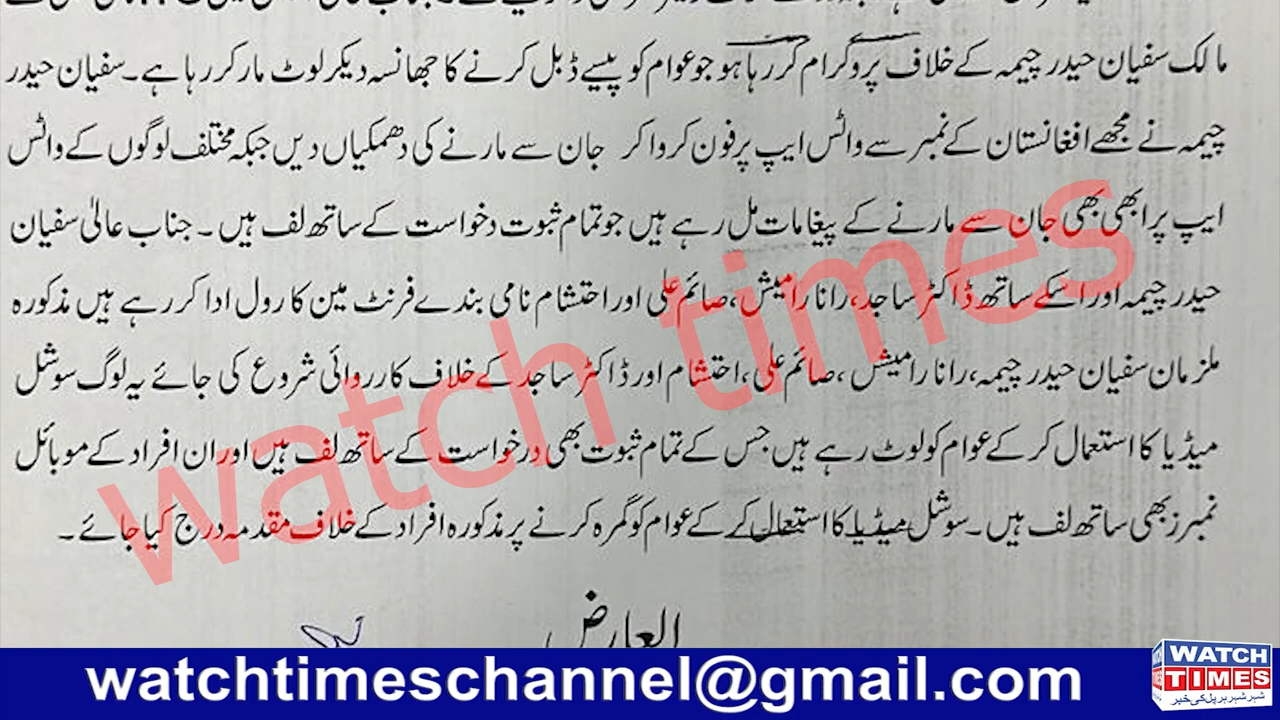 مالک سفیان حیدر چیمہ کے خلاف پروگرام کر رہا ہو جو عوام کو پیسے ڈبل کرنے کا جھانسہ دیکر لوٹ مار کر رہا ہے۔ سفیان حیدر
چیمہ نے مجھے افغانستان کے نمبر سے واٹس ایپ پر فون کروا کر جان سے مارنے کی دھمکیاں دیں جبکہ مختلف لوگوں کے واٹس
ایپ پر ابھی بھی جان سے مارنے کے پیغامات مل رہے ہیں جو تمام ثبوت دخواست کے ساتھ لف ہیں ۔ جناب عالیٰ سفیان
حیدر چیمہ اور اسکے ساتھ ڈاکٹر ساجد، رانا رامیش، صائم علی اور احتشام نامی بندے فرنٹ مین کا رول ادا کر رہے ہیں مذکورہ
ملزمان سفیان حیدر چیمہ، رانا رامیش ، صائم علی، احتشام اور ڈاکٹر ساجد کے خلاف کارروائی شروع کی جائے یہ لوگ سوشل
میڈیا کا استعمال کر کے عوام کو لوٹ رہے ہیں جس کے تمام ثبوت بھی درخواست کے ساتھ لف ہیں اور ان افراد کے موبائل
نمبرز بھی ساتھ لف ہیں۔ سوشل میڈیا کا استعال کر کے عوام کو گمرہ کرنے پر مذکورہ افراد کے خلاف مقدمہ درج کیا جائے ۔
العارض
watch times
watchtimeschannel@gmail.com
WATCH
TIMES
شہر شہر ہر پل کی خبر